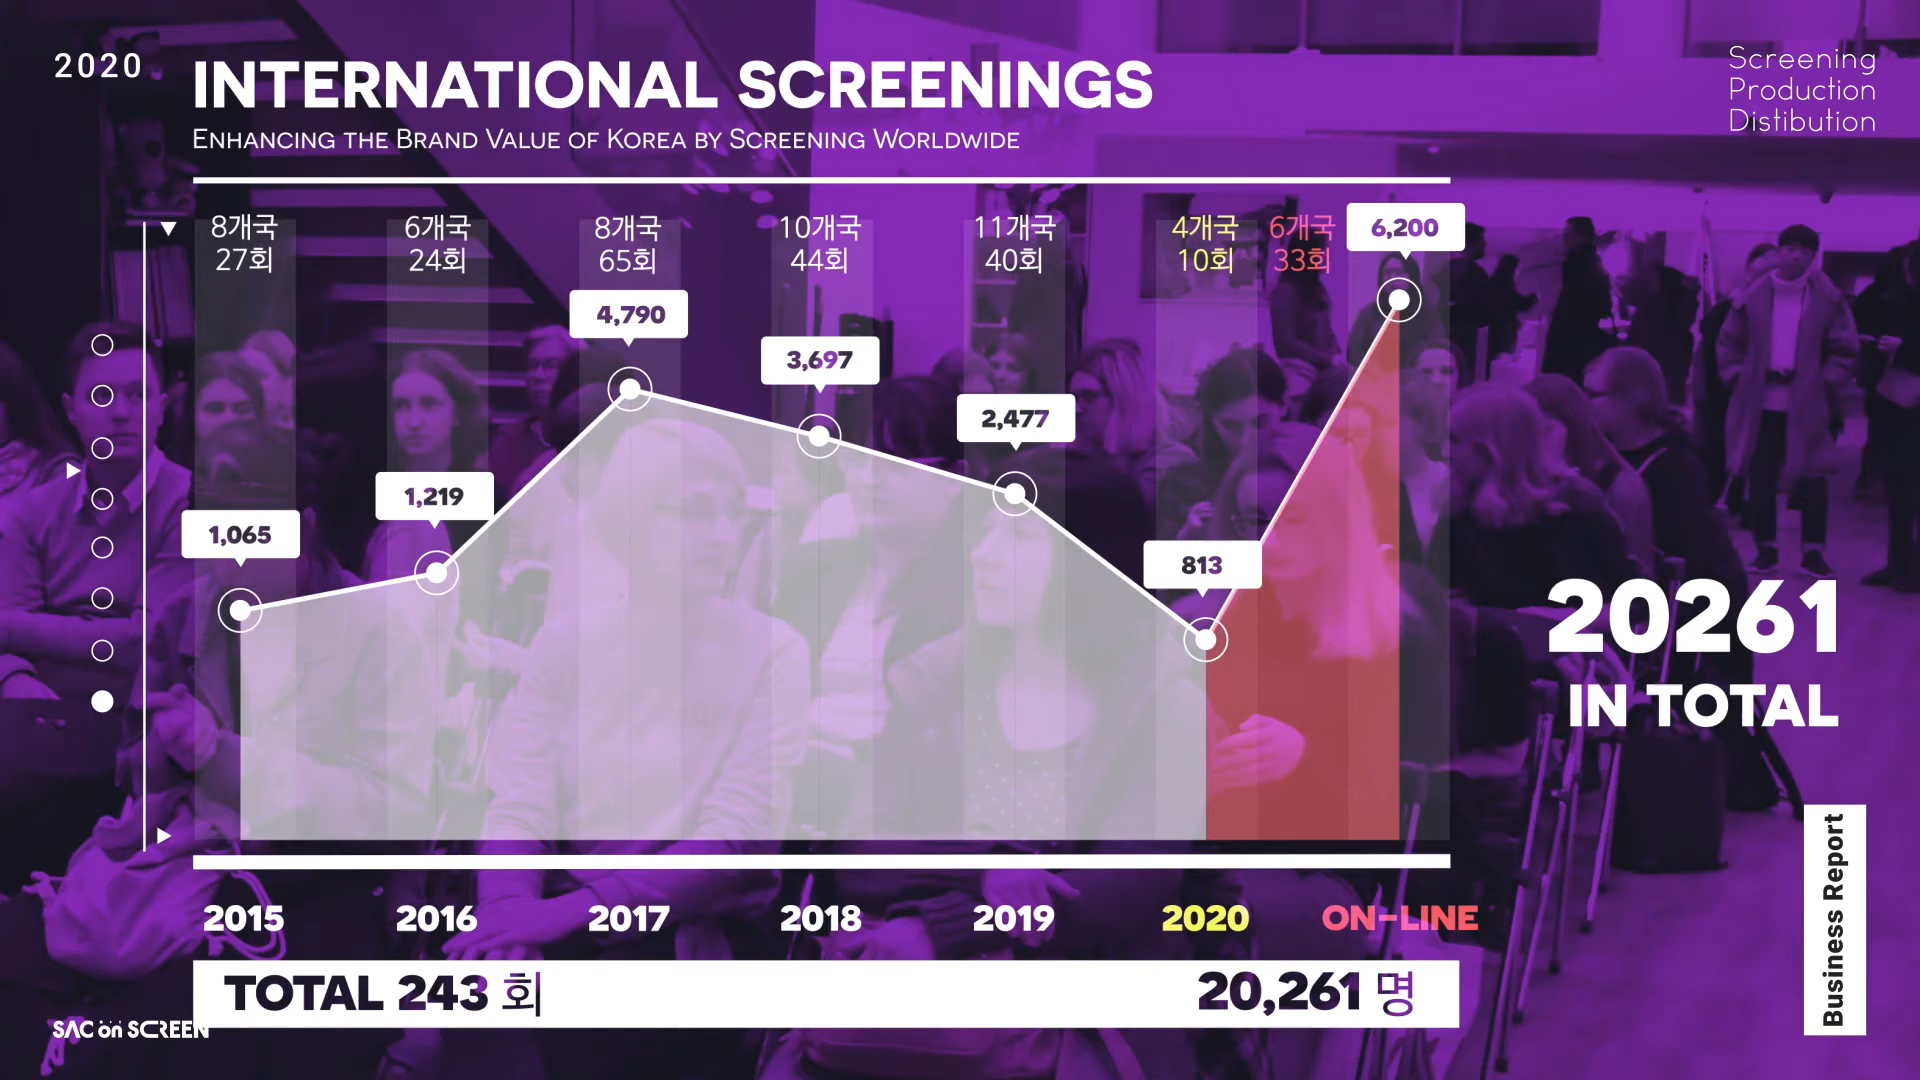 2020
INTERNATIONAL SCREENINGS
ENHANCING THE BRAND VALUE OF KOREA BY SCREENING WORLDWIDE
Screening
Production
Distibution
8개국
27회
6개국
24회
8개국
65회
10개국
44회
11개국
40회
4개국
10회
6개국
33회
6,200
4,790
3,697
2,477
1,219
1,065
813
20261
IN TOTAL
2015
2016
2017
2018
2019
2020
ON-LINE
TOTAL 243 회
20,261 명
Business Report
SAC on SCREEN